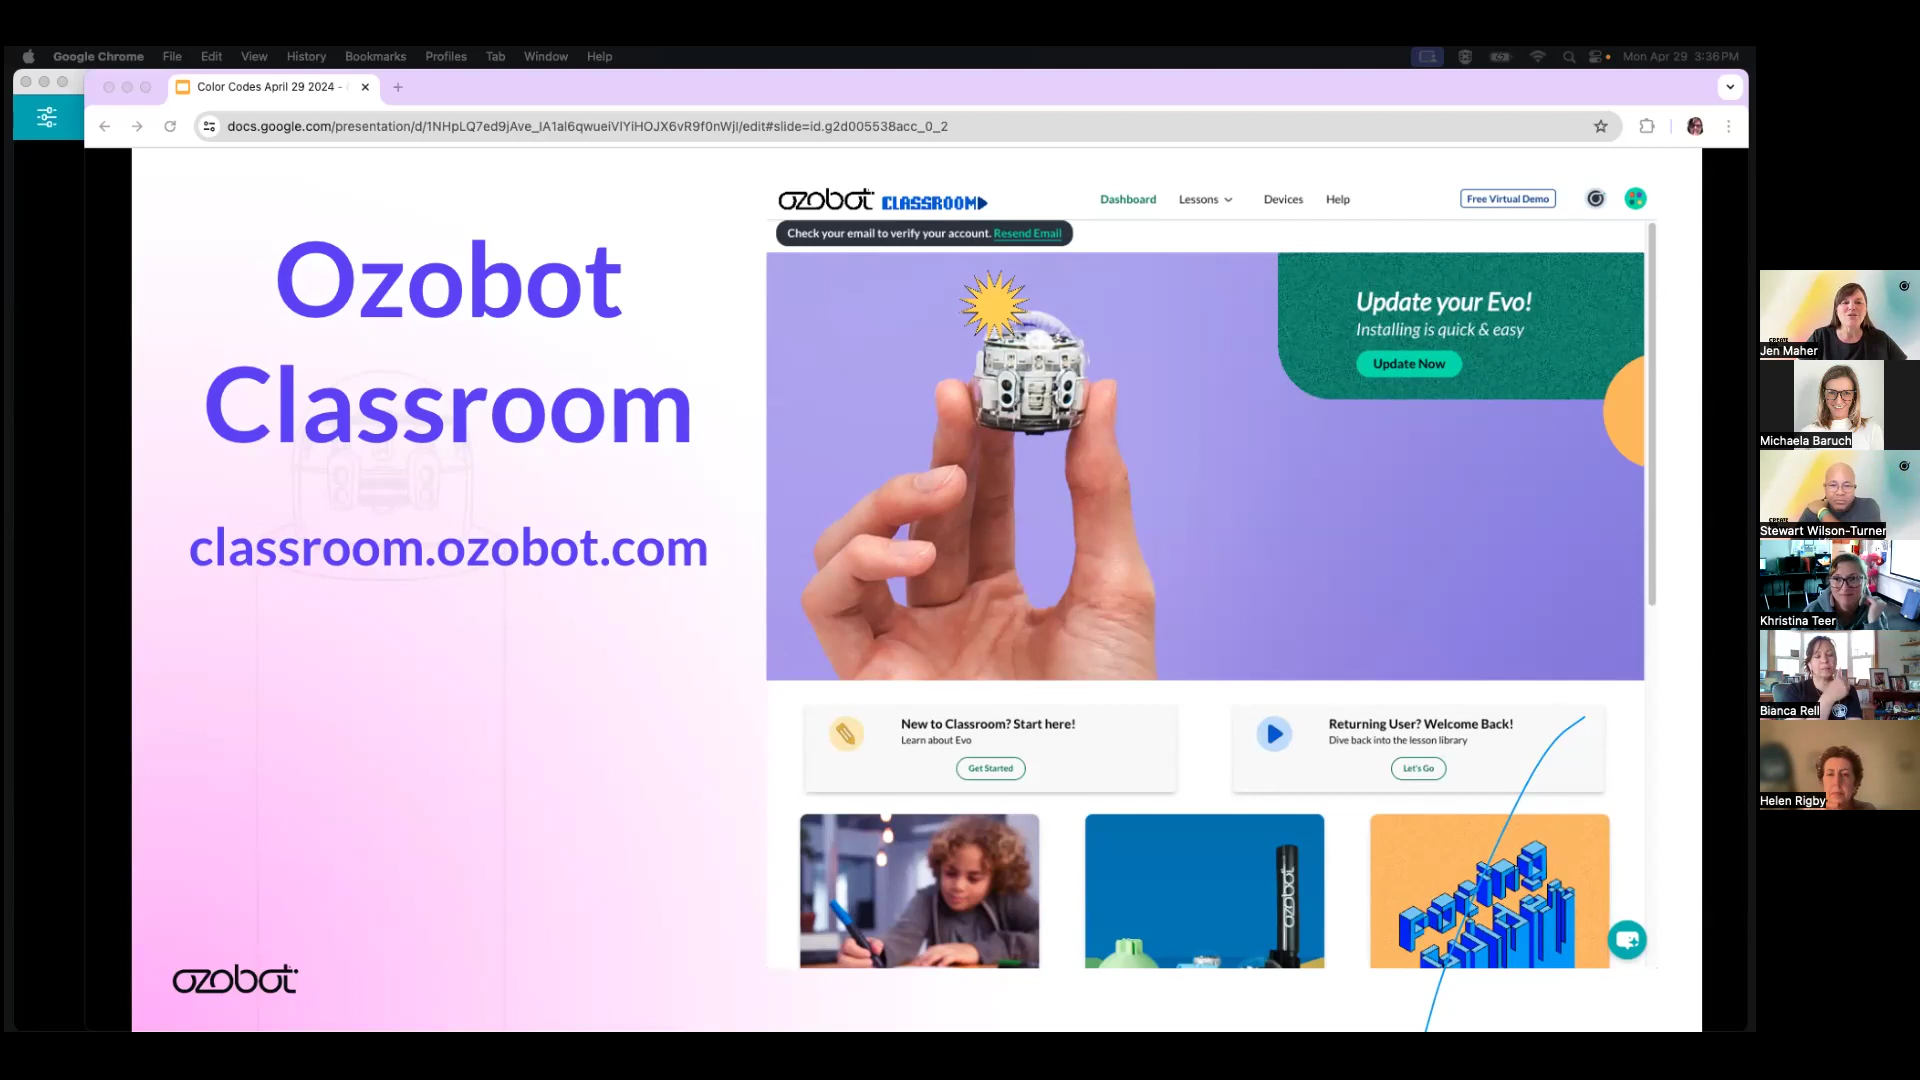 Google Chrome File Edit View History Bookmarks Profiles Tab Window Help Mon Apr 29 3:36PM
Color Codes April 29 2024 -
docs.google.com/presentation/d/1NHpLQ7ed9jAve_IA1al6qwueiVlYiHOJX6vR9f0nWjI/edit#slide=id.g2d005538acc_0_2
Ozobot
Classroom
classroom.ozobot.com
ozobot
ozobot CLASSROOM
Dashboard Lessons Devices Help Free Virtual Demo
Check your email to verify your account. Resend Email
Update your Evo!
Installing is quick & easy
Update Now
New to Classroom? Start here!
Learn about Evo
Get Started
Returning User? Welcome Back!
Dive back into the lesson library
Let's Go
ozobot
Jen Maher
Michaela Baruch
Stewart Wilson-Turner
Khristina Teer
Bianca Rell
Helen Rigby